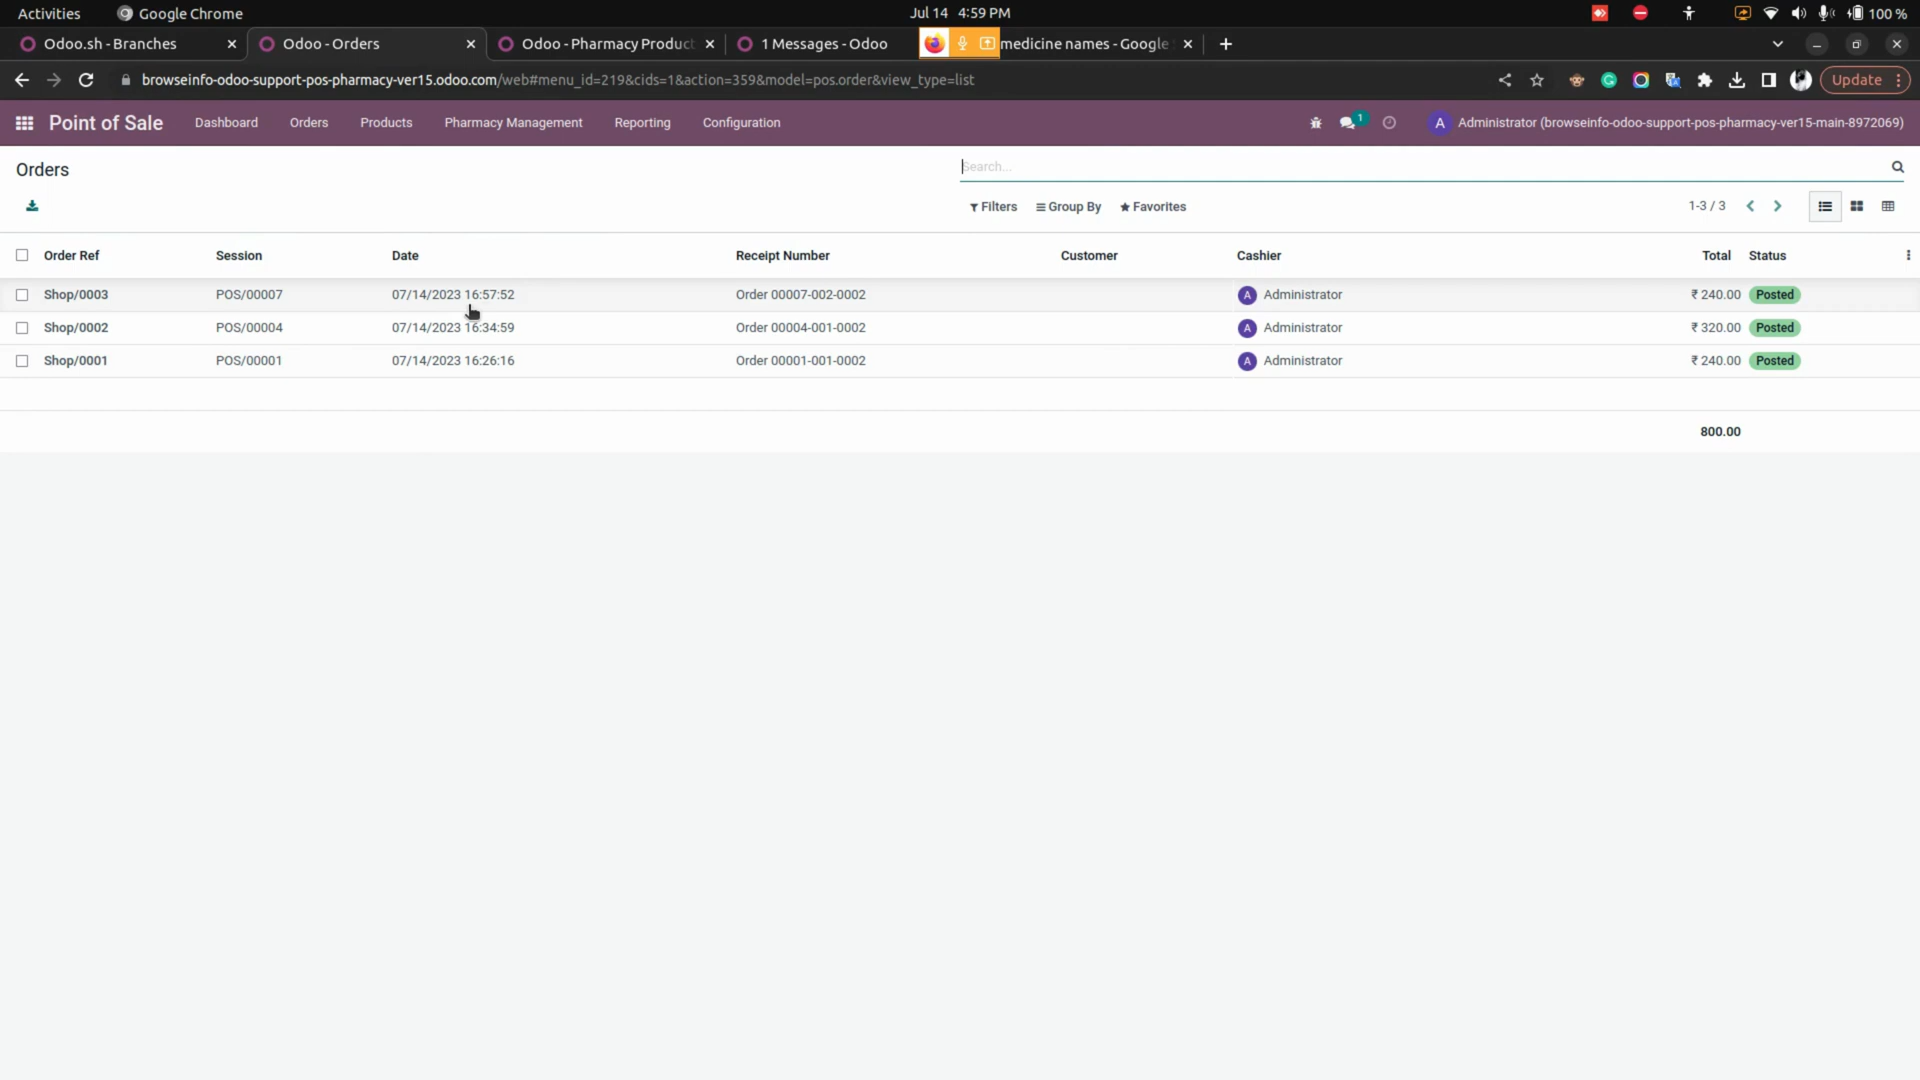 Activities Google Chrome Jul 14 4:59 PM 100 %
Odoo.sh - Branches Odoo - Orders Odoo - Pharmacy Product 1 Messages - Odoo medicine names - Google
browseinfo-odoo-support-pos-pharmacy-ver15.odoo.com/web#menu_id=219&cids=1&action=359&model=pos.order&view_type=list Update
Point of Sale Dashboard Orders Products Pharmacy Management Reporting Configuration 1 A Administrator (browseinfo-odoo-support-pos-pharmacy-ver15-main-8972069)
Orders Search...
Filters Group By Favorites 1-3 / 3
Order Ref Session Date Receipt Number Customer Cashier Total Status
Shop/0003 POS/00007 07/14/2023 16:57:52 Order 00007-002-0002 A Administrator ₹ 240.00 Posted
Shop/0002 POS/00004 07/14/2023 16:34:59 Order 00004-001-0002 A Administrator ₹ 320.00 Posted
Shop/0001 POS/00001 07/14/2023 16:26:16 Order 00001-001-0002 A Administrator ₹ 240.00 Posted
800.00